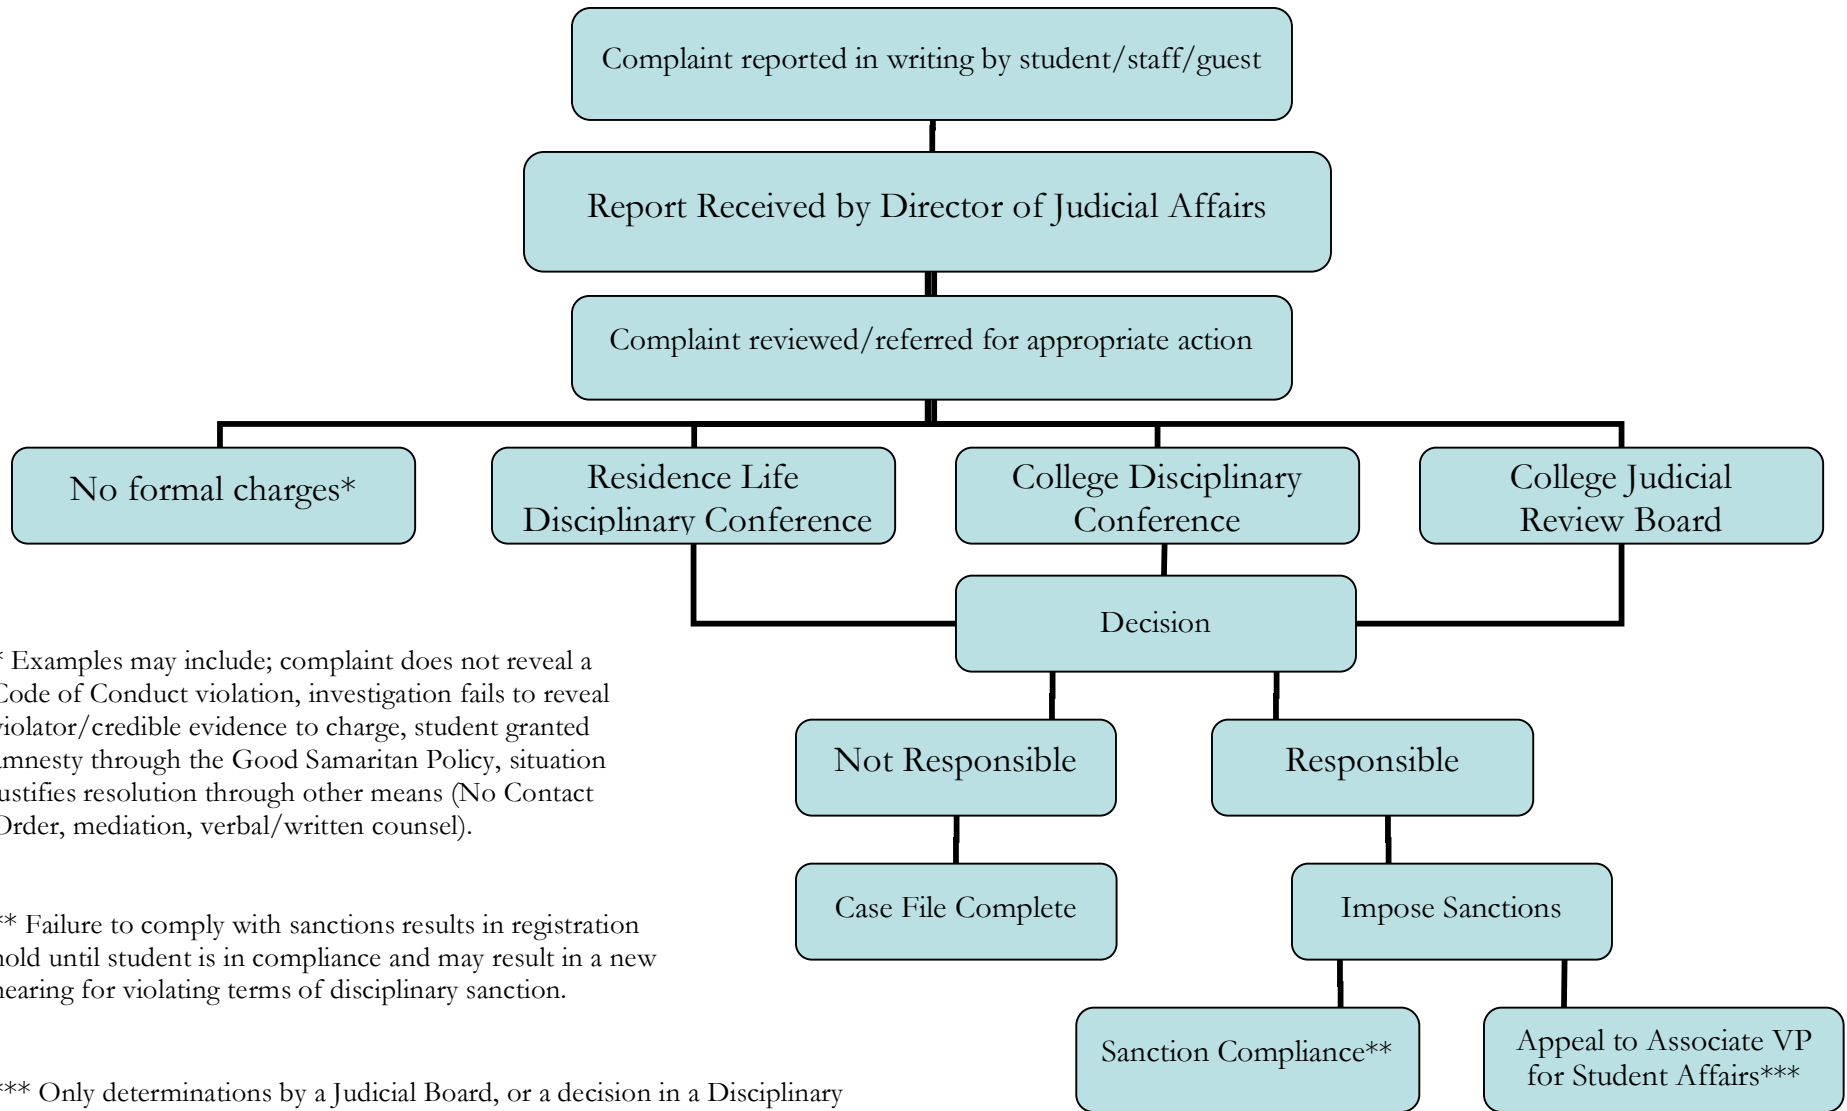 Complaint reported in writing by student/staff/guest
Report Received by Director of Judicial Affairs
Complaint reviewed/referred for appropriate action
No formal charges*
Residence Life
Disciplinary Conference
College Disciplinary
Conference
College Judicial
Review Board
Decision
* Examples may include; complaint does not reveal a
Code of Conduct violation, investigation fails to reveal
violator/credible evidence to charge, student granted
amnesty through the Good Samaritan Policy, situation
justifies resolution through other means (No Contact
Order, mediation, verbal/written counsel).
Not Responsible
Responsible
Case File Complete
Impose Sanctions
** Failure to comply with sanctions results in registration
hold until student is in compliance and may result in a new
hearing for violating terms of disciplinary sanction.
Sanction Compliance**
Appeal to Associate VP
for Student Affairs***
*** Only determinations by a Judicial Board, or a decision in a Disciplinary